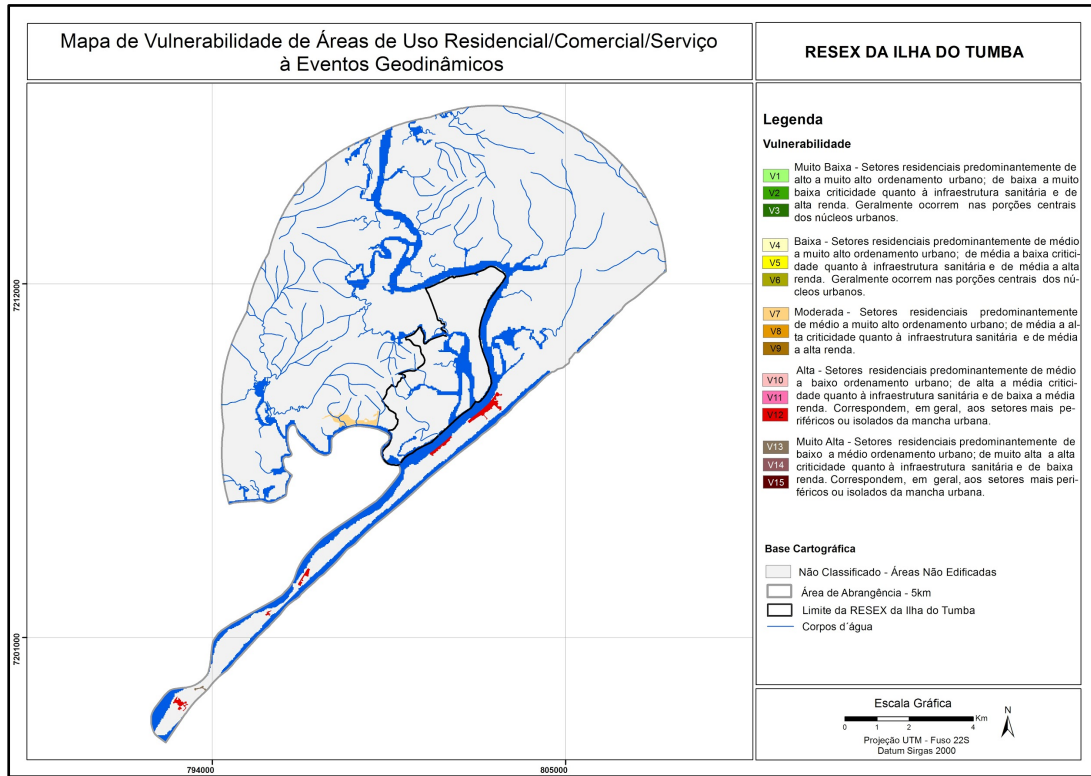 Mapa de Vulnerabilidade de Áreas de Uso Residencial/Comercial/Serviço
à Eventos Geodinâmicos
RESEX DA ILHA DO TUMBA
Legenda
Vulnerabilidade
V1
V2
V3
Muito Baixa - Setores residenciais predominantemente de
alto a muito alto ordenamento urbano; de baixa a muito
baixa criticidade quanto à infraestrutura sanitária e de
alta renda. Geralmente ocorrem nas porções centrais
dos núcleos urbanos.
V4
V5
V6
Baixa - Setores residenciais predominantemente de médio
a muito alto ordenamento urbano; de média a baixa critici-
dade quanto à infraestrutura sanitária e de média a alta
renda. Geralmente ocorrem nas porções centrais dos nú-
cleos urbanos.
V7
V8
V9
Moderada - Setores residenciais predominantemente
de médio a muito alto ordenamento urbano; de média a al-
ta criticidade quanto à infraestrutura sanitária e de média
a alta renda.
V10
V11
V12
Alta - Setores residenciais predominantemente de médio
a baixo ordenamento urbano; de alta a média critici-
dade quanto à infraestrutura sanitária e de baixa a média
renda. Correspondem, em geral, aos setores mais pe-
riféricos ou isolados da mancha urbana.
V13
V14
V15
Muito Alta - Setores residenciais predominantemente de
baixo a médio ordenamento urbano; de muito alta a alta
criticidade quanto à infraestrutura sanitária e de baixa
renda. Correspondem, em geral, aos setores mais peri-
féricos ou isolados da mancha urbana.
Base Cartográfica
Não Classificado - Áreas Não Edificadas
Área de Abrangência - 5km
Limite da RESEX da Ilha do Tumba
Corpos d´água
Escala Gráfica
0 1 2 4 Km
N
Projeção UTM - Fuso 22S
Datum Sirgas 2000
7212000
7201000
794000
805000